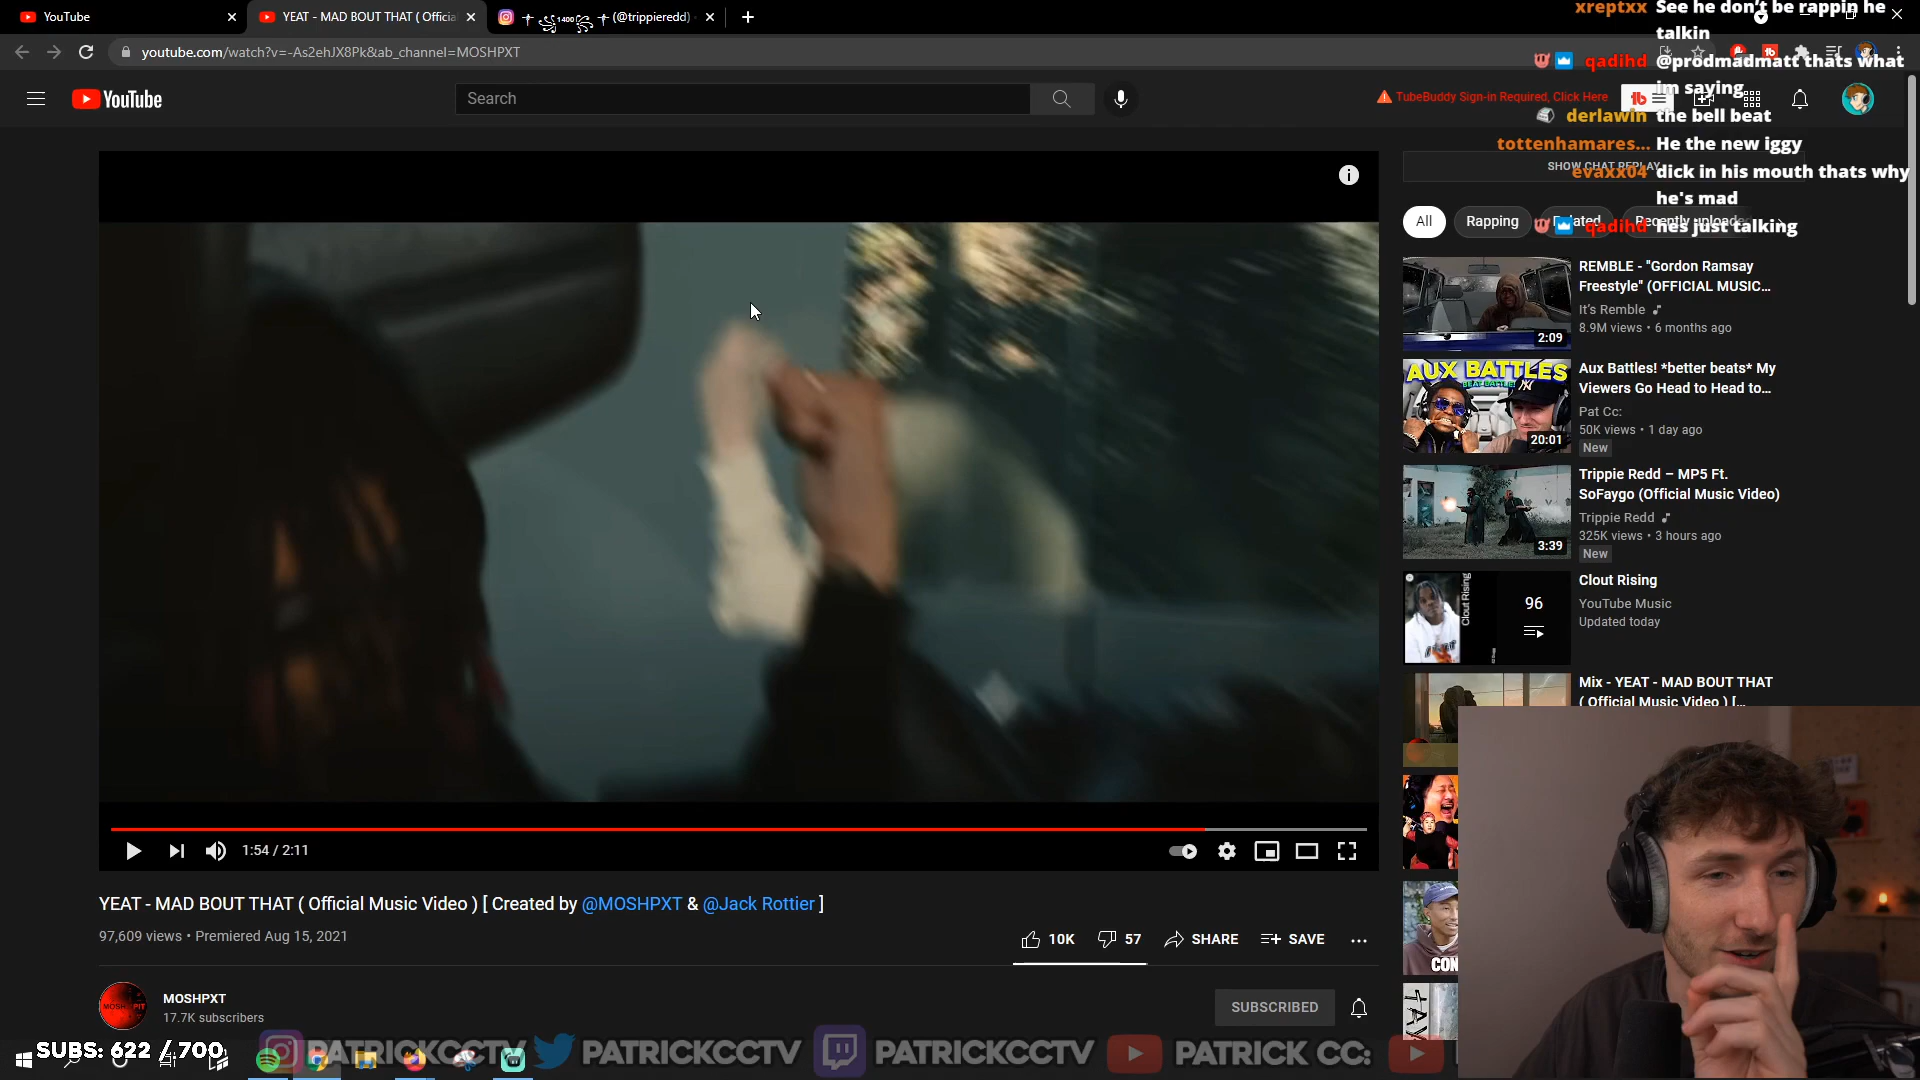 YouTube
YEAT - MAD BOUT THAT ( Officia
(@trippieredd)
youtube.com/watch?v=-As2ehJX8Pk&ab_channel=MOSHPXT
YouTube
Search
TubeBuddy Sign-in Required, Click Here
xreptxx See he don't be rappin he
talkin
qadihd @prodmadmatt thats what
im saying
derlawin the bell beat
tottenhamares... He the new iggy
evaxx04 dick in his mouth thats why
he's mad
qadihd hes just talking
SHOW CHAT REPLAY
All
Rapping
REMBLE - "Gordon Ramsay
Freestyle" (OFFICIAL MUSIC...
It's Remble
8.9M views • 6 months ago
2:09
AUX BATTLES
Aux Battles! *better beats* My
Viewers Go Head to Head to...
Pat Cc:
50K views • 1 day ago
New
20:01
Trippie Redd – MP5 Ft.
SoFaygo (Official Music Video)
Trippie Redd
325K views • 3 hours ago
New
3:39
Clout Rising
YouTube Music
Updated today
Clout Rising
96
Mix - YEAT - MAD BOUT THAT
( Official Music Video ) [...
CON
1:54 / 2:11
YEAT - MAD BOUT THAT ( Official Music Video ) [ Created by @MOSHPXT & @Jack Rottier ]
97,609 views • Premiered Aug 15, 2021
10K
57
SHARE
SAVE
MOSHPXT
17.7K subscribers
SUBSCRIBED
SUBS: 622 / 700
PATRICKCCTV
PATRICKCCTV
PATRICKCCTV
PATRICK CC: